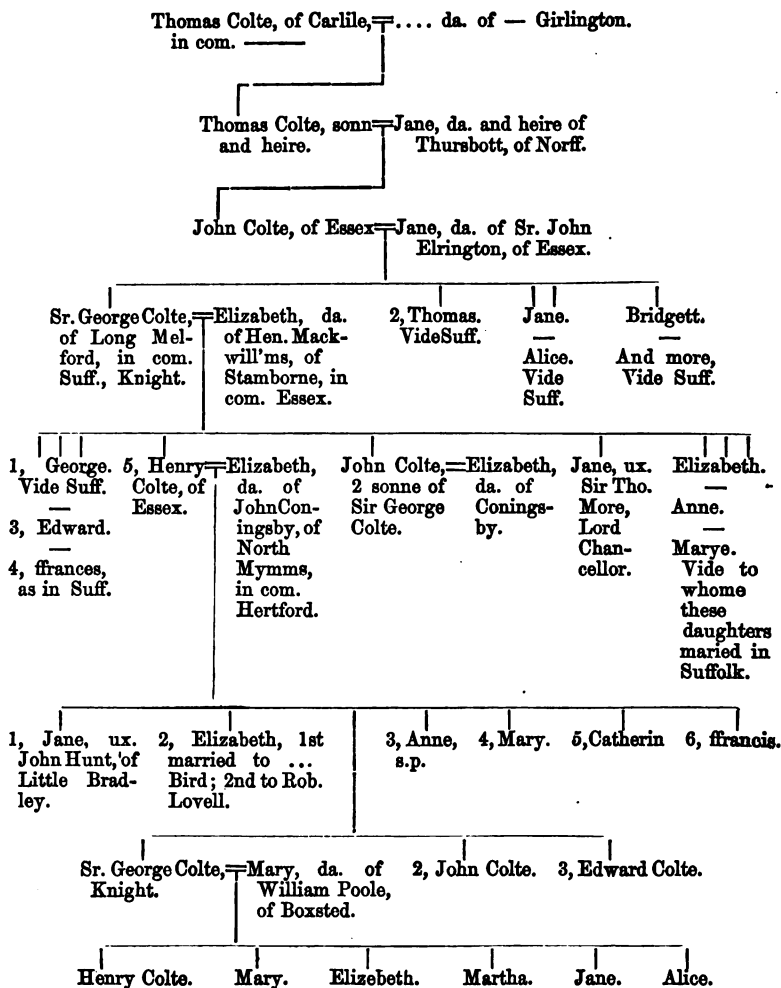 Thomas Colte, of Carlile, = .... da. of — Girlington.
in com. ———
Thomas Colte, sonn = Jane, da. and heire of
and heire. Thursbott, of Norff.
John Colte, of Essex = Jane, da. of Sr. John
Elrington, of Essex.
Sr. George Colte, = Elizabeth, da.
of Long Mel-
ford, in com.
Suff., Knight.
of Hen. Mack-
will'ms, of
Stamborne, in
com. Essex.
2, Thomas.
Vide Suff.
Jane.
—
Alice.
Vide
Suff.
Bridgett.
—
And more,
Vide Suff.
1, George.
Vide Suff.
—
3, Edward.
—
4, ffrances,
as in Suff.
5, Henry
Colte, of
Essex.
= Elizabeth,
da. of
John Con-
ingsby, of
North
Mymms,
in com.
Hertford.
John Colte,
2 sonne of
Sir George
Colte.
= Elizabeth,
da. of
Conings-
by.
Jane, ux.
Sir Tho.
More,
Lord
Chan-
cellor.
Elizabeth.
—
Anne.
—
Marye.
Vide to
whome
these
daughters
maried in
Suffolk.
1, Jane, ux.
John Hunt, of
Little Brad-
ley.
2, Elizabeth, 1st
married to ...
Bird; 2nd to Rob.
Lovell.
3, Anne,
s.p.
4, Mary.
5, Catherin
6, ffrancis.
Sr. George Colte,
Knight.
= Mary, da. of
William Poole,
of Boxsted.
2, John Colte.
3, Edward Colte.
Henry Colte. Mary. Elizebeth. Martha. Jane. Alice.